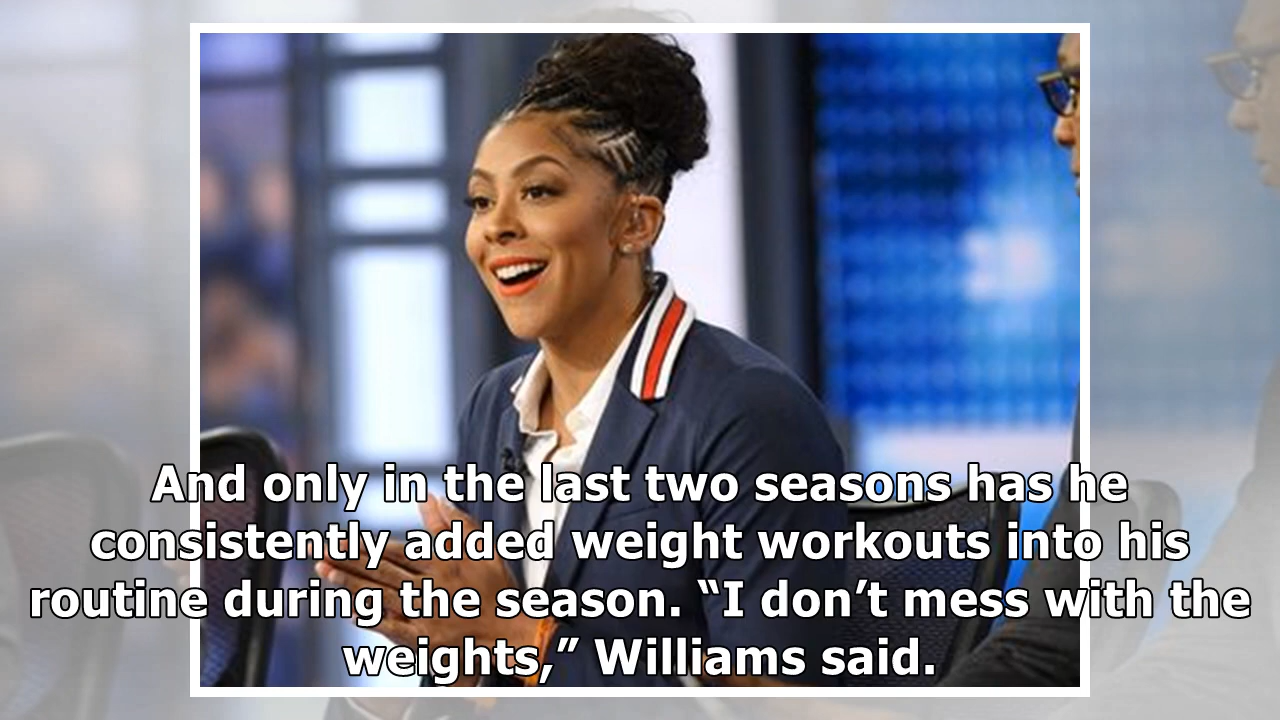 And only in the last two seasons has he
consistently added weight workouts into his
routine during the season. “I don’t mess with the
weights,” Williams said.